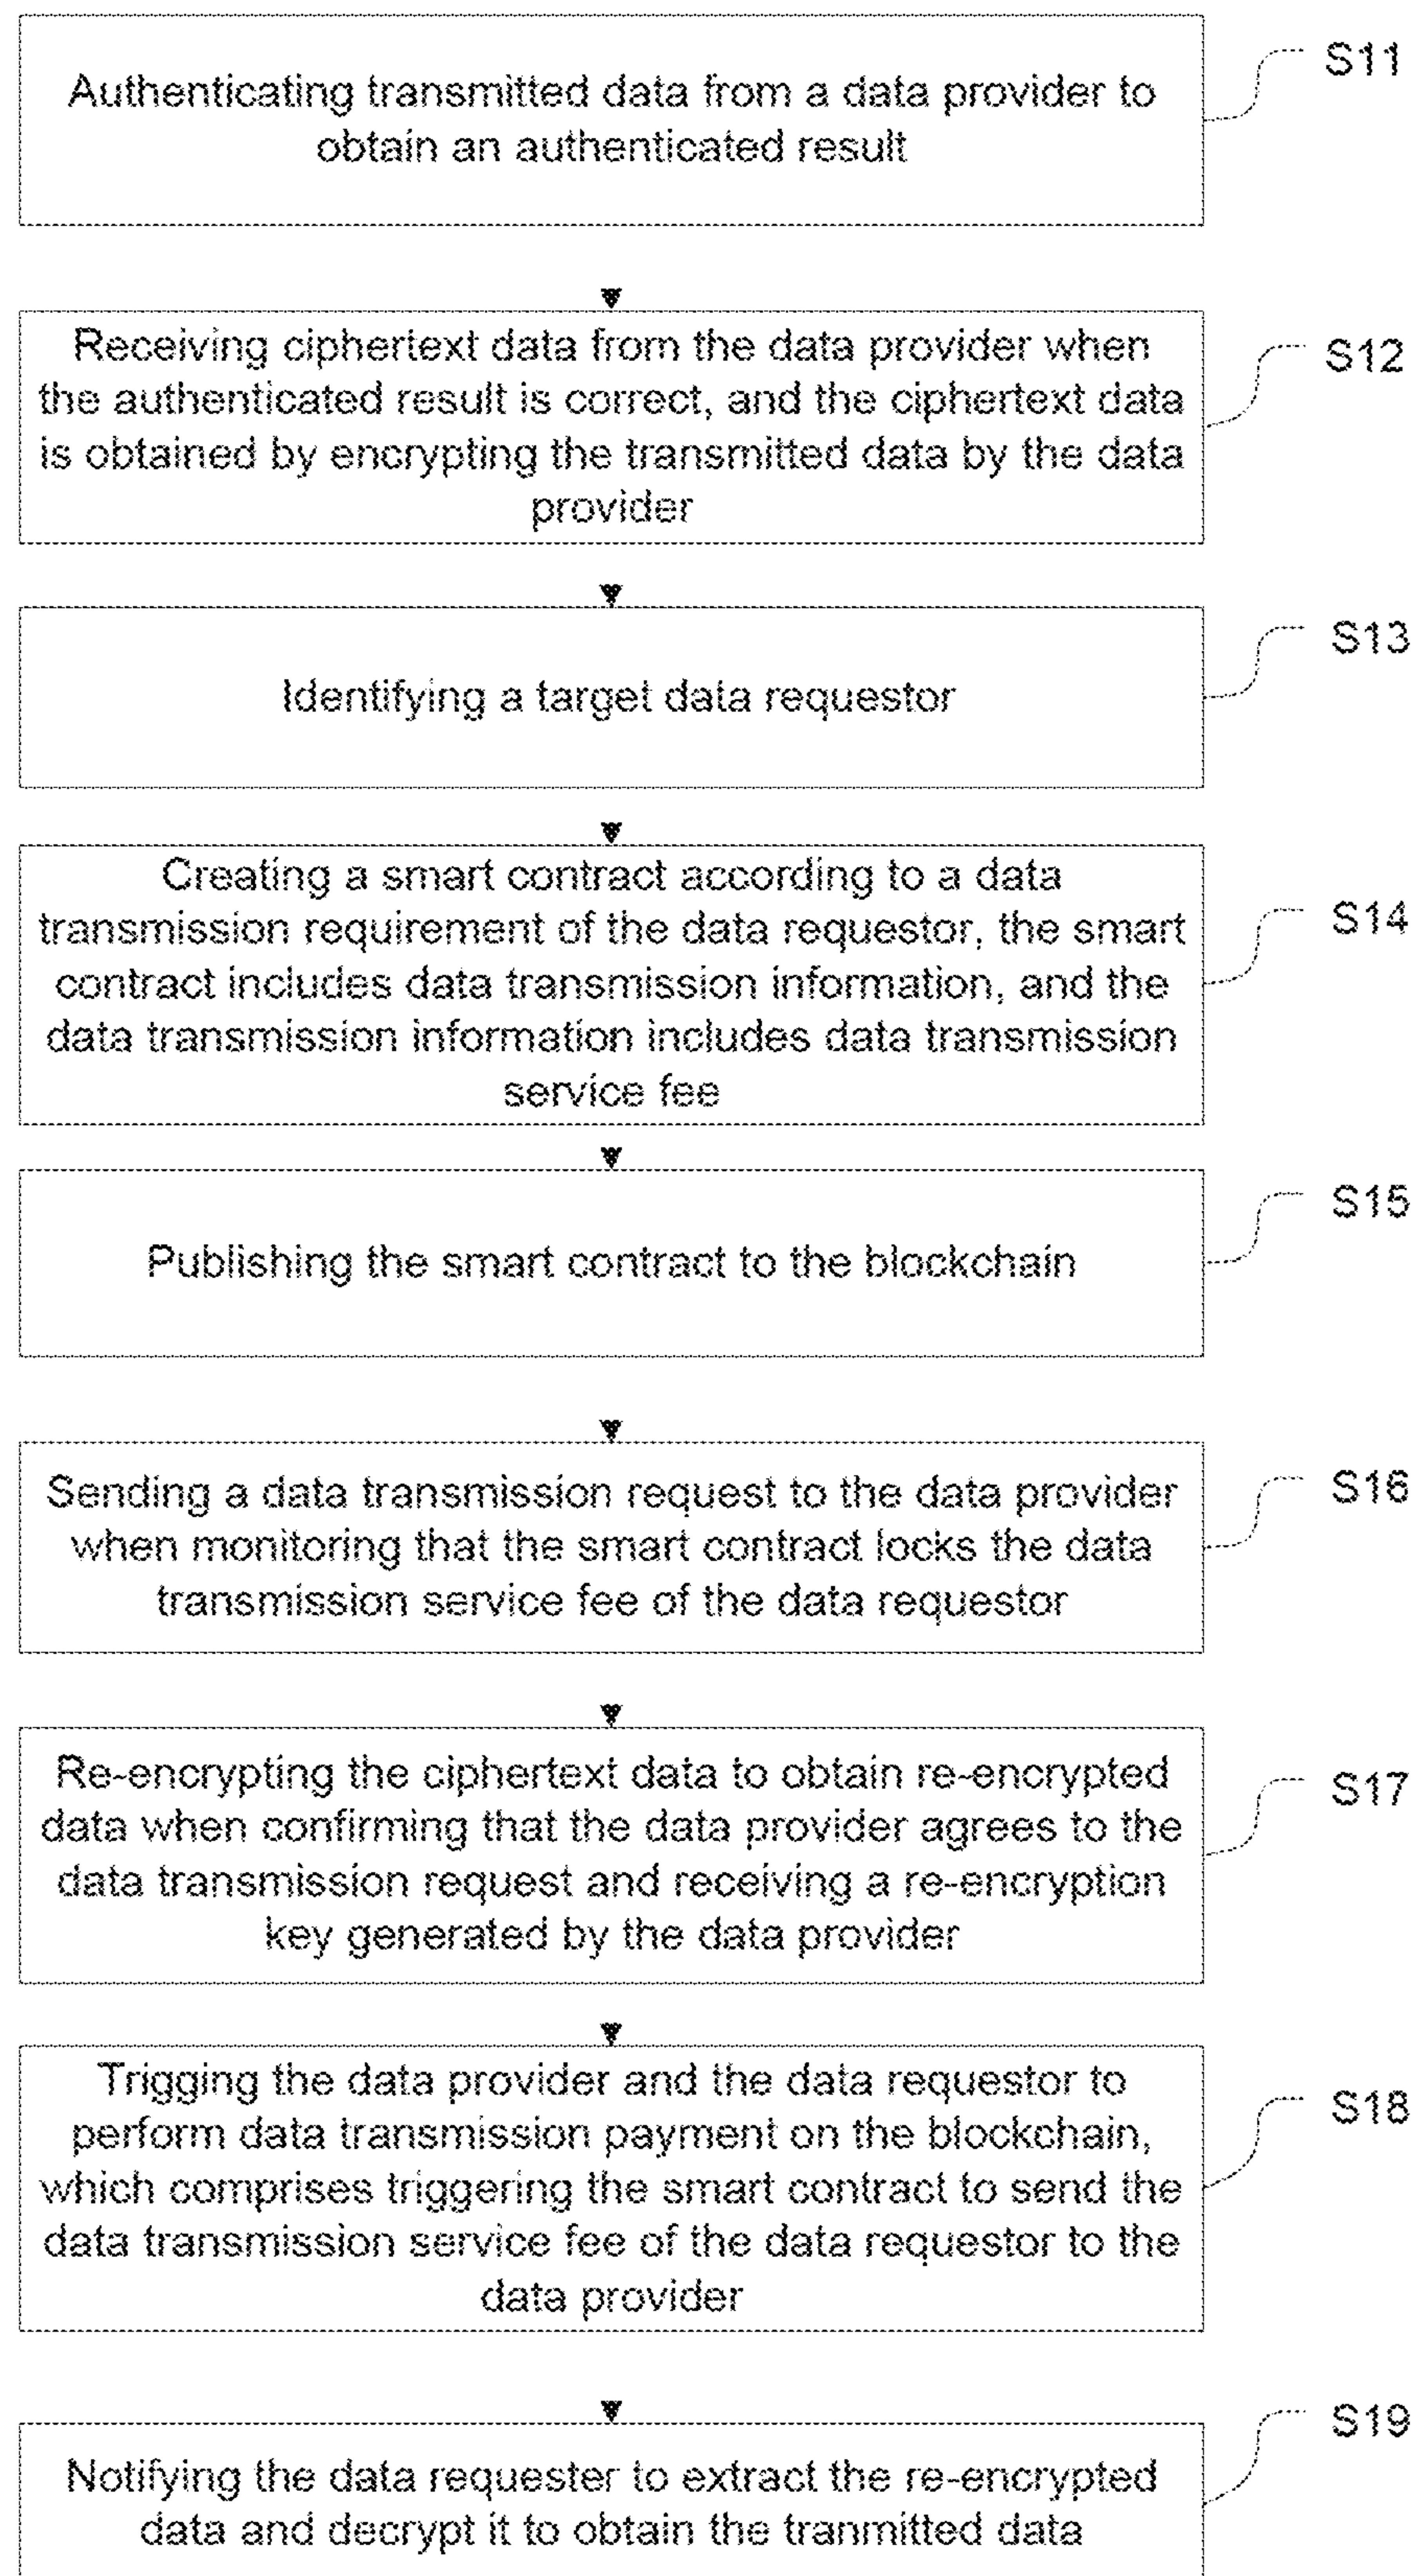 Authenticating transmitted data from a data provider to
obtain an authenticated result
S11
Receiving ciphertext data from the data provider when
the authenticated result is correct, and the ciphertext data
is obtained by encrypting the transmitted data by the data
provider
S12
Identifying a target data requestor
S13
Creating a smart contract according to a data
transmission requirement of the data requestor, the smart
contract includes data transmission information, and the
data transmission information includes data transmission
service fee
S14
Publishing the smart contract to the blockchain
S15
Sending a data transmission request to the data provider
when monitoring that the smart contract locks the data
transmission service fee of the data requestor
S16
Re-encrypting the ciphertext data to obtain re-encrypted
data when confirming that the data provider agrees to the
data transmission request and receiving a re-encryption
key generated by the data provider
S17
Trigging the data provider and the data requestor to
perform data transmission payment on the blockchain,
which comprises triggering the smart contract to send the
data transmission service fee of the data requestor to the
data provider
S18
Notifying the data requester to extract the re-encrypted
data and decrypt it to obtain the tranmitted data
S19